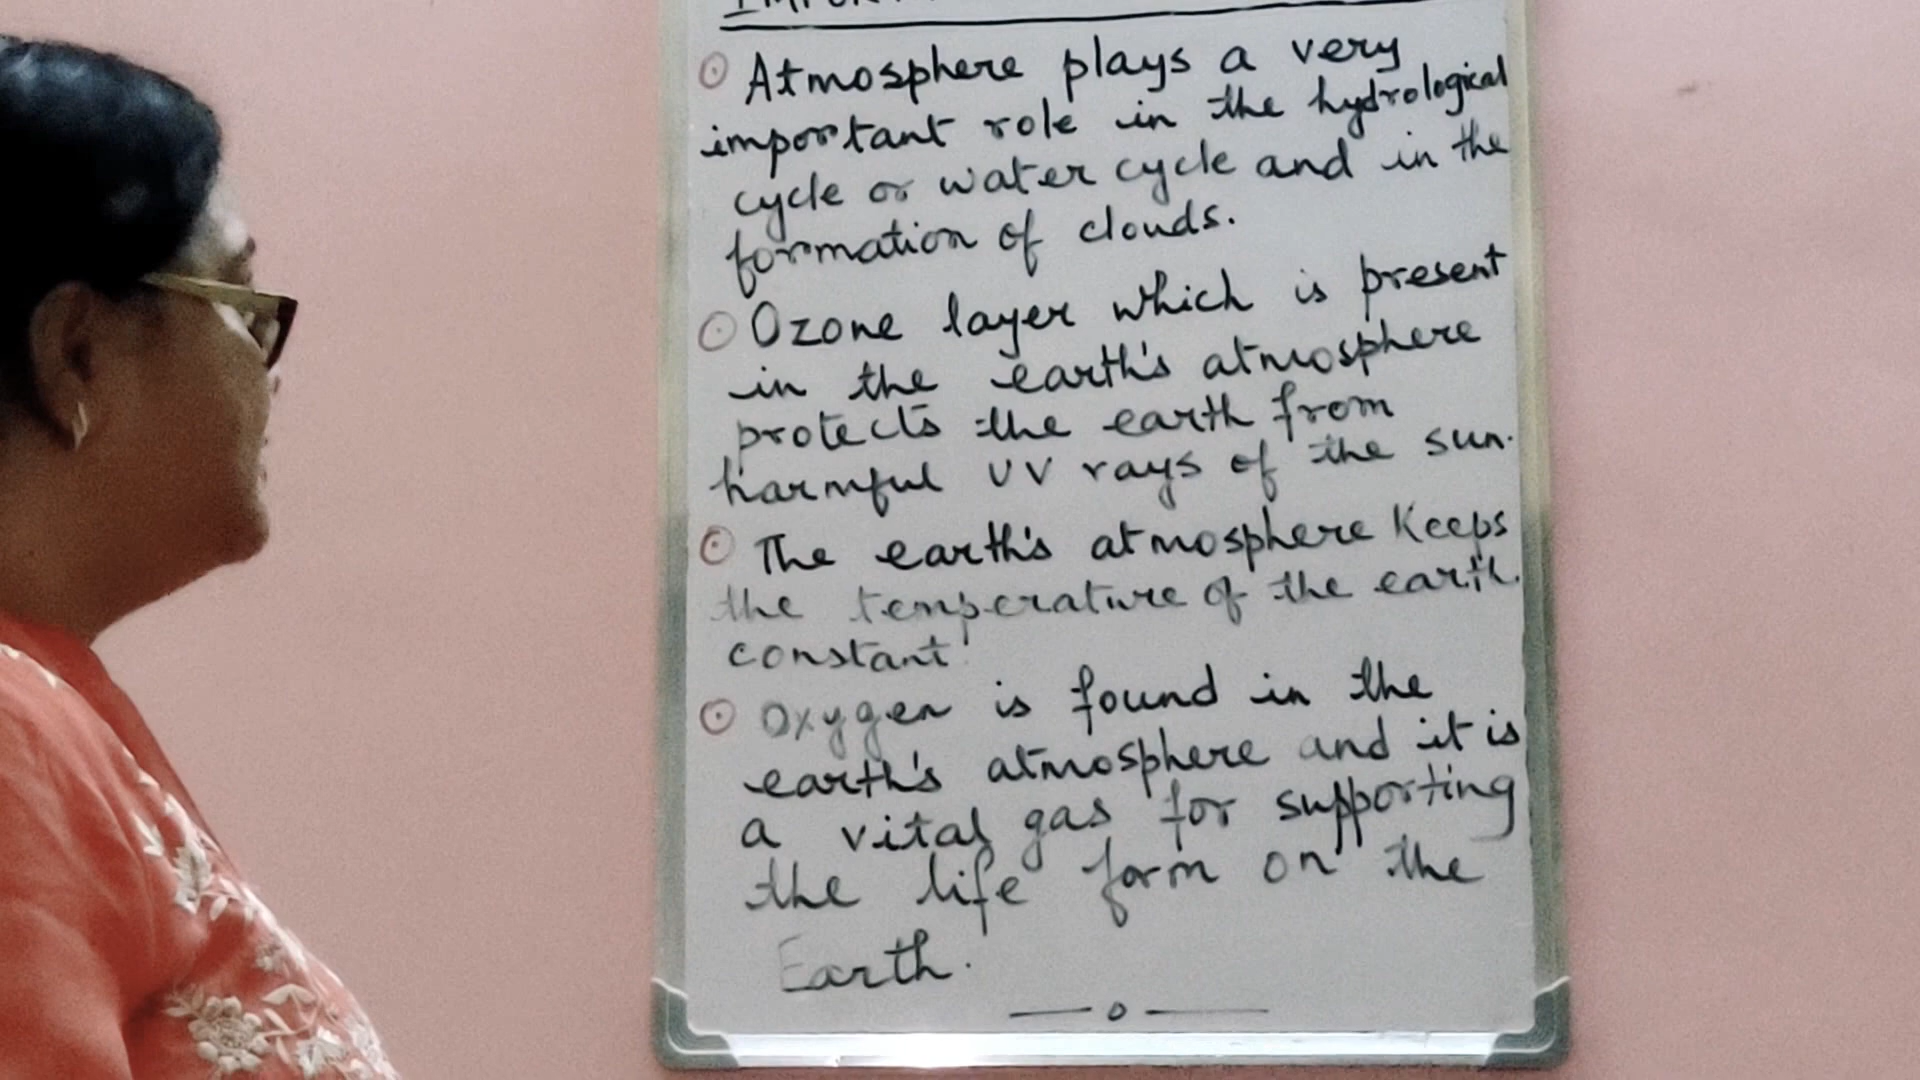 Atmosphere plays a very
important role in the hydrological
cycle or water cycle and in the
formation of clouds.
Ozone layer which is present
in the earth's atmosphere
protects the earth from
harmful UV rays of the sun.
The earth's atmosphere keeps
the temperature of the earth
constant.
Oxygen is found in the
earth's atmosphere and it is
a vital gas for supporting
the life form on the
Earth.